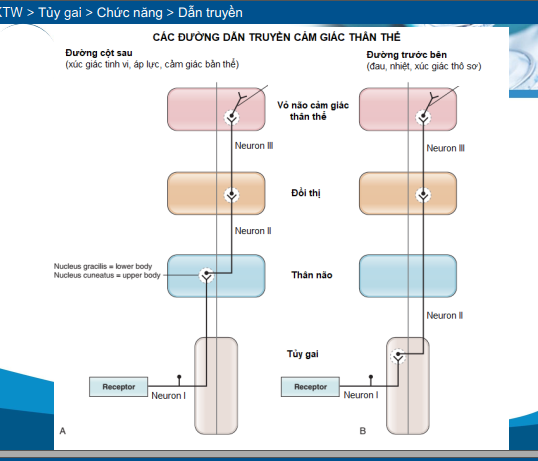 KTW > Tủy gai > Chức năng > Dẫn truyền
CÁC ĐƯỜNG DẪN TRUYỀN CẢM GIÁC THÂN THỂ
Đường cột sau
(xúc giác tinh vi, áp lực, cảm giác bản thể)
Đường trước bên
(đau, nhiệt, xúc giác thô sơ)
Vỏ não cảm giác
thân thể
Neuron III
Neuron III
Đồi thị
Neuron II
Nucleus gracilis = lower body
Nucleus cuneatus = upper body
Thân não
Neuron II
Tủy gai
Receptor
Neuron I
Receptor
Neuron I
A
B